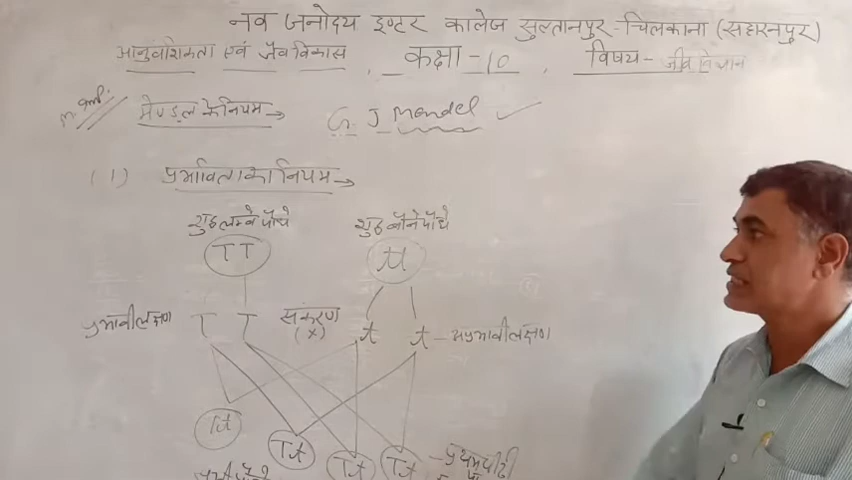 नव जनोदय इण्टर कालेज सुल्तानपुर-चिलकाना (सहारनपुर)
आनुवंशिकता एवं जैव विकास, कक्षा-10, विषय-जीव विज्ञान
मेण्डल के नियम→ G J Mendel ✓
(1) प्रभाविता का नियम→
शुद्ध लम्बे पौधे शुद्ध बौने पौधे
TT tt
प्रभावी लक्षण T T संकरण t t - अप्रभावी लक्षण
(x)
Tt Tt Tt Tt - प्रथम पीढ़ी